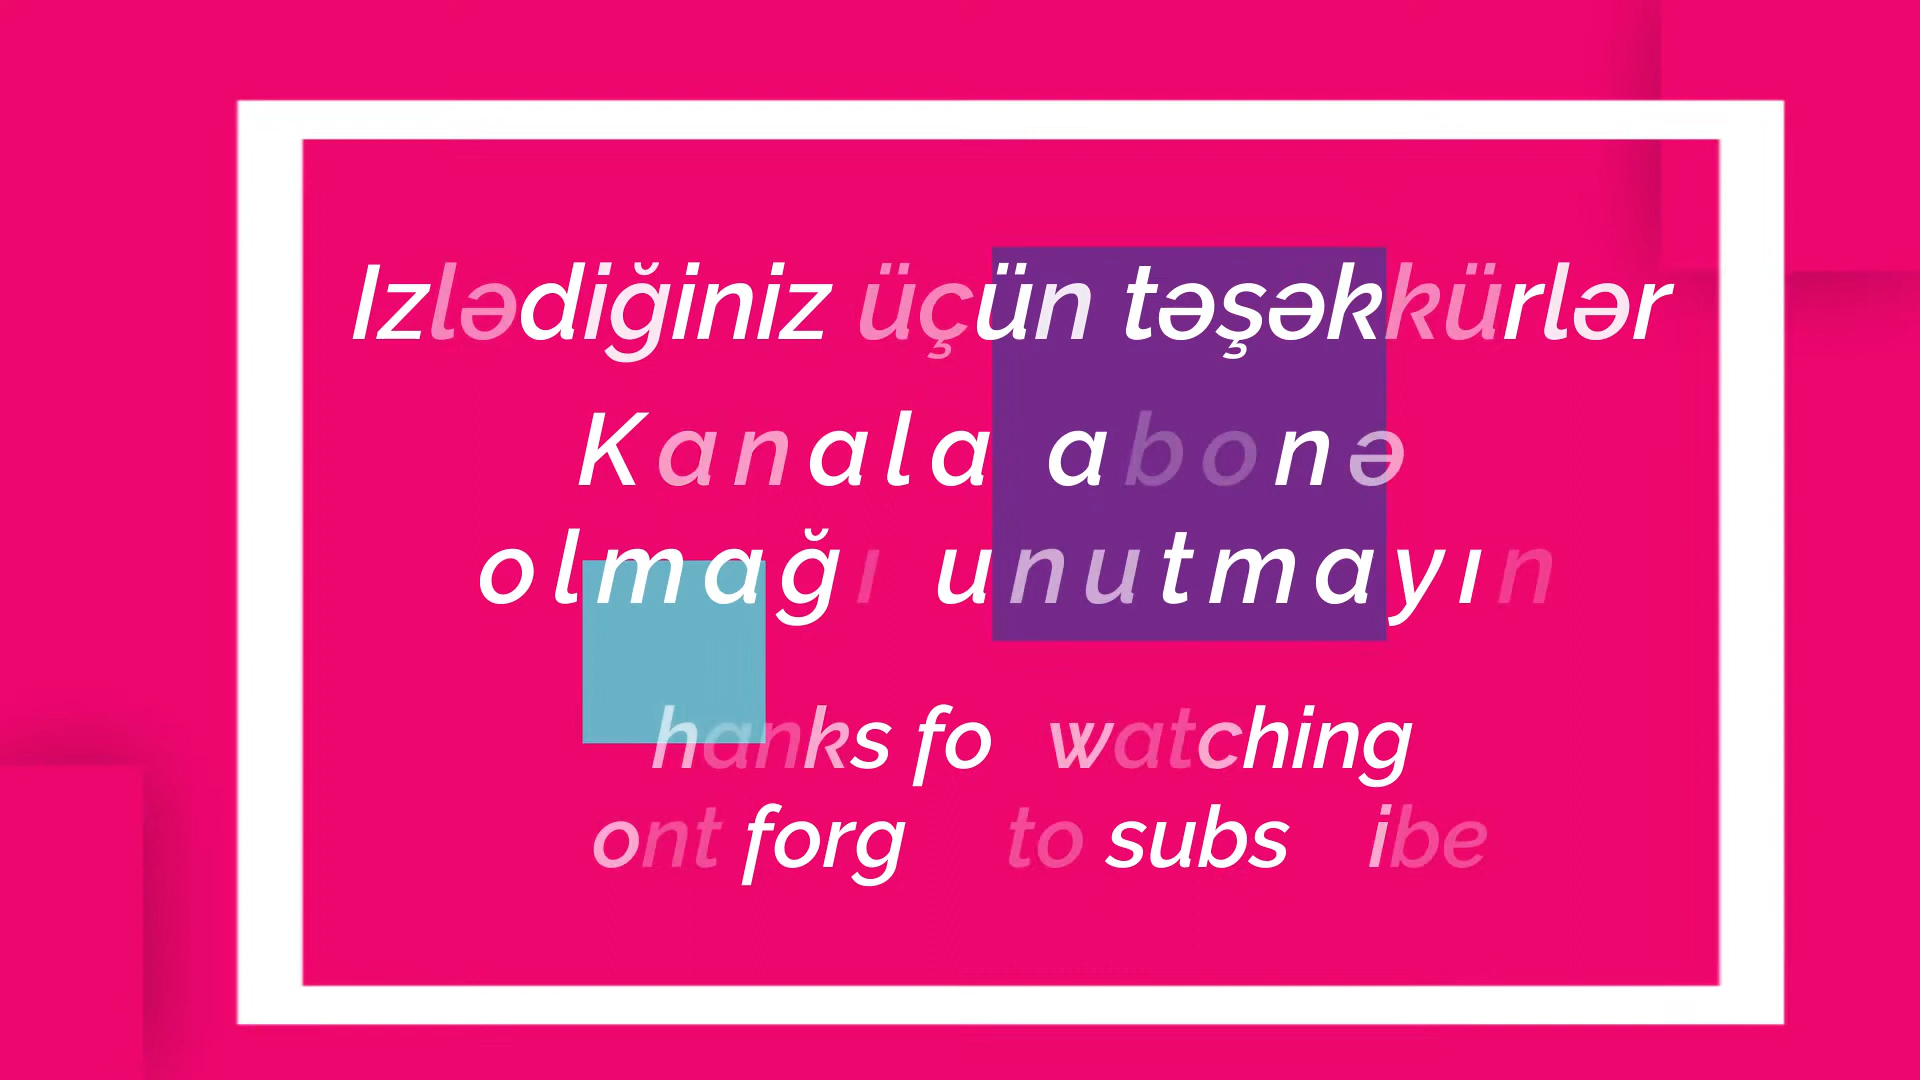 Izlədiğiniz üçün təşəkkürlər
Kanala abonə
olmağı unutmayın
hanks fo watching
ont forg to subs ibe